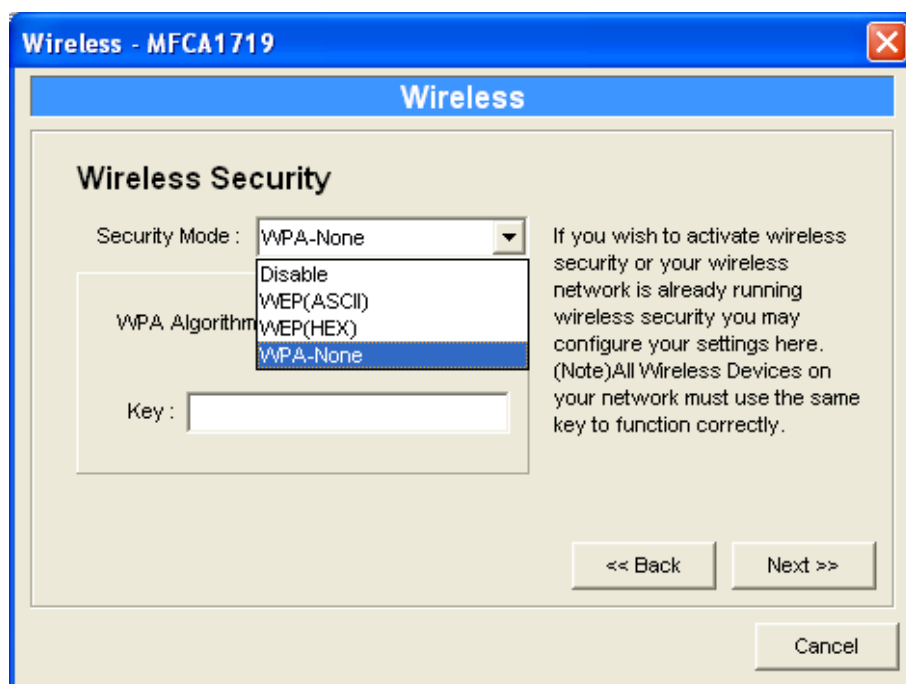 Wireless - MFCA1719
Wireless
Wireless Security
Security Mode :
WPA-None
Disable
WEP(ASCII)
WEP(HEX)
WPA-None
WPA Algorithm
Key :
If you wish to activate wireless
security or your wireless
network is already running
wireless security you may
configure your settings here.
(Note)All Wireless Devices on
your network must use the same
key to function correctly.
<< Back
Next >>
Cancel